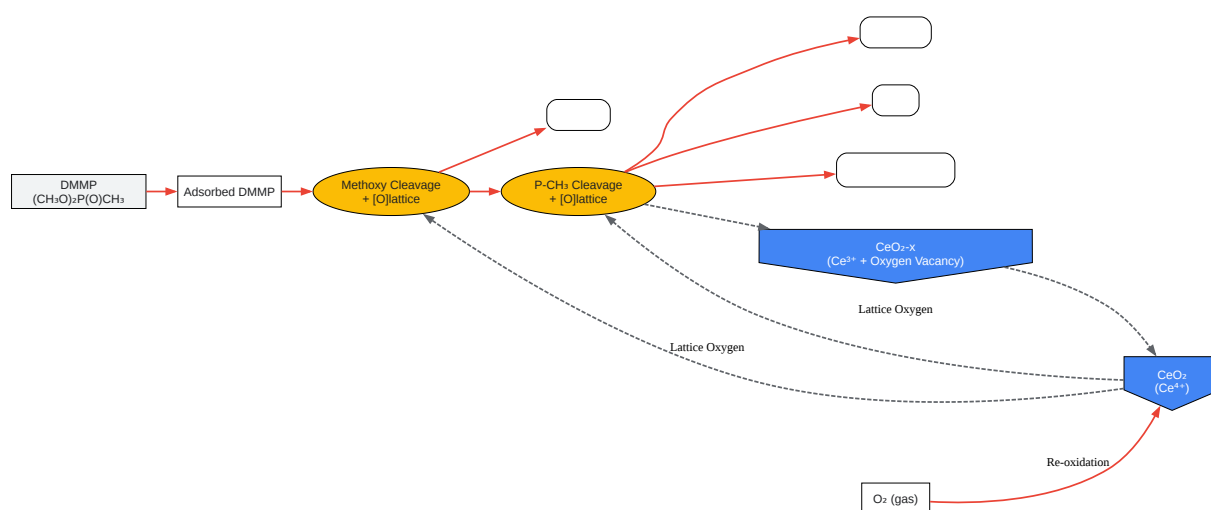 DMMP
(CH₃O)₂P(O)CH₃
Adsorbed DMMP
Methoxy Cleavage
+ [O]lattice
P-CH₃ Cleavage
+ [O]lattice
CeO₂-x
(Ce³⁺ + Oxygen Vacancy)
Lattice Oxygen
Lattice Oxygen
CeO₂
(Ce⁴⁺)
Re-oxidation
O₂ (gas)